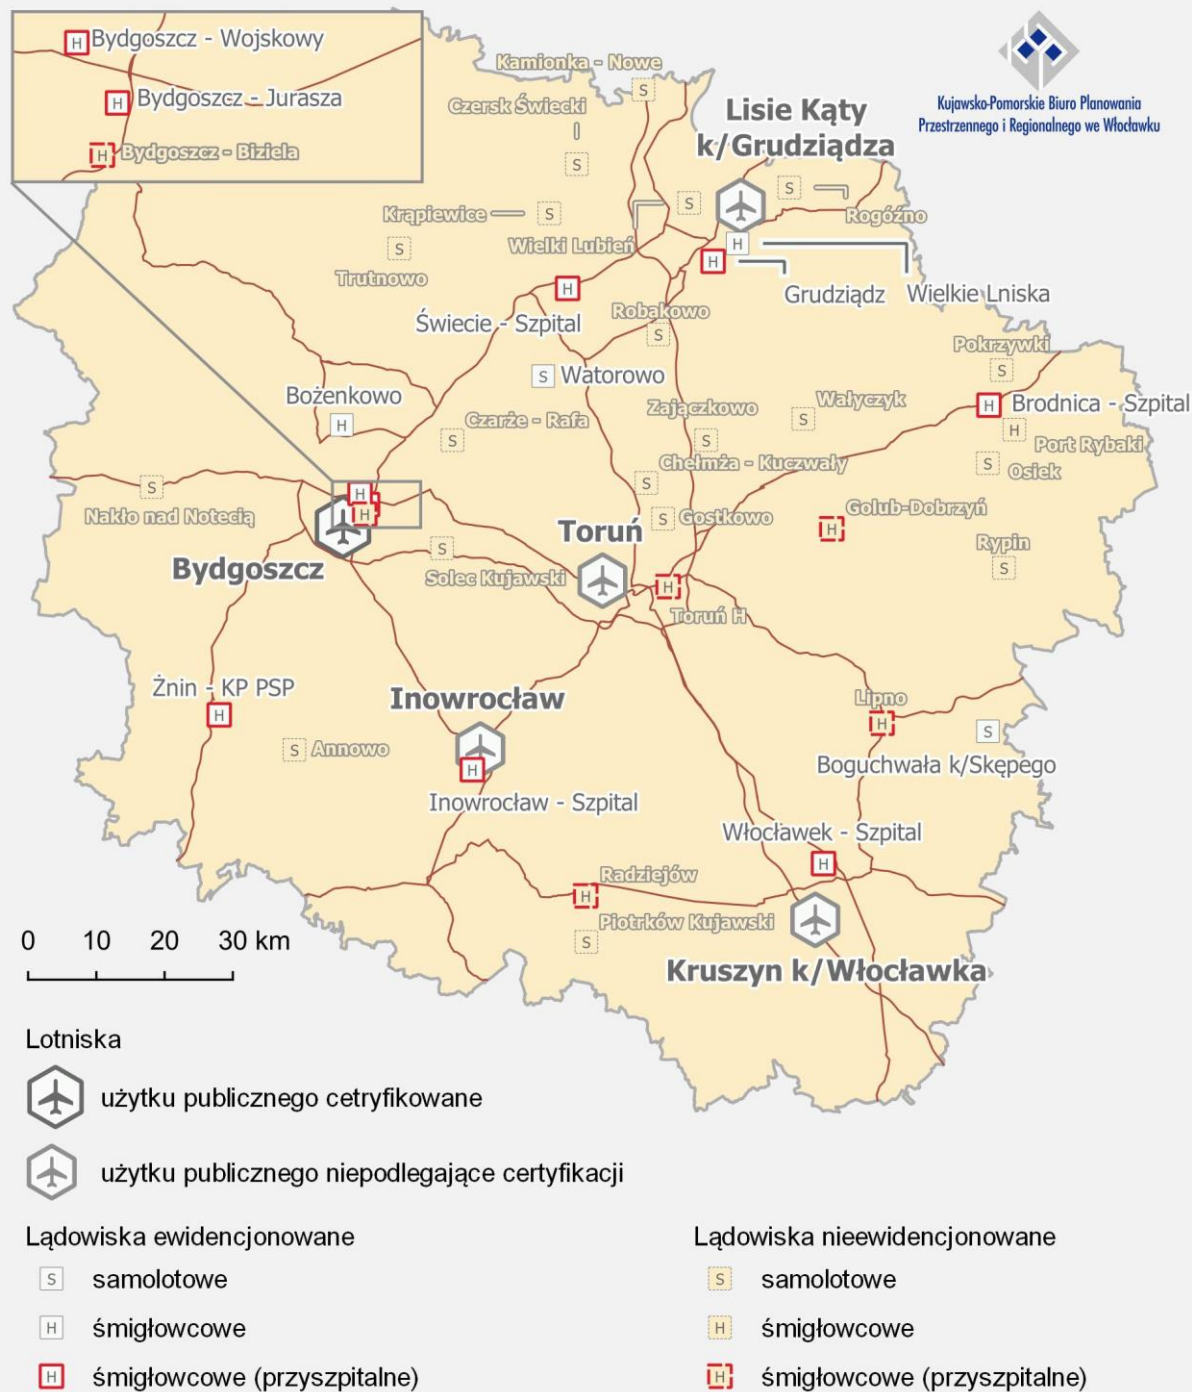 Bydgoszcz - Wojskowy
Bydgoszcz - Jurasza
Bydgoszcz - Biziela
Kujawsko-Pomorskie Biuro Planowania
Przestrzennego i Regionalnego we Włocławku
Kamionka - Nowe
Czersk Świecki
Lisie Kąty
k/Grudziądza
Krąpiewice
Rogóźno
Wielki Lubień
Trutnowo
Grudziądz
Wielkie Lniska
Świecie - Szpital
Robakowo
Pokrzywki
Watorowo
Bożenkowo
Zajączkowo
Wałyczyk
Brodnica - Szpital
Czarże - Rafa
Port Rybaki
Chełmża - Kuczwały
Osiek
Nakło nad Notecią
Gostkowo
Golub-Dobrzyń
Toruń
Rypin
Bydgoszcz
Solec Kujawski
Toruń H
Żnin - KP PSP
Inowrocław
Lipno
Annowo
Boguchwała k/Skępego
Inowrocław - Szpital
Włocławek - Szpital
Radziejów
Piotrków Kujawski
Kruszyn k/Włocławka
0 10 20 30 km
Lotniska
użytku publicznego cetryfikowane
użytku publicznego niepodlegające certyfikacji
Lądowiska ewidencjonowane
S samolotowe
H śmigłowcowe
H śmigłowcowe (przyszpitalne)
Lądowiska nieewidencjonowane
S samolotowe
H śmigłowcowe
H śmigłowcowe (przyszpitalne)